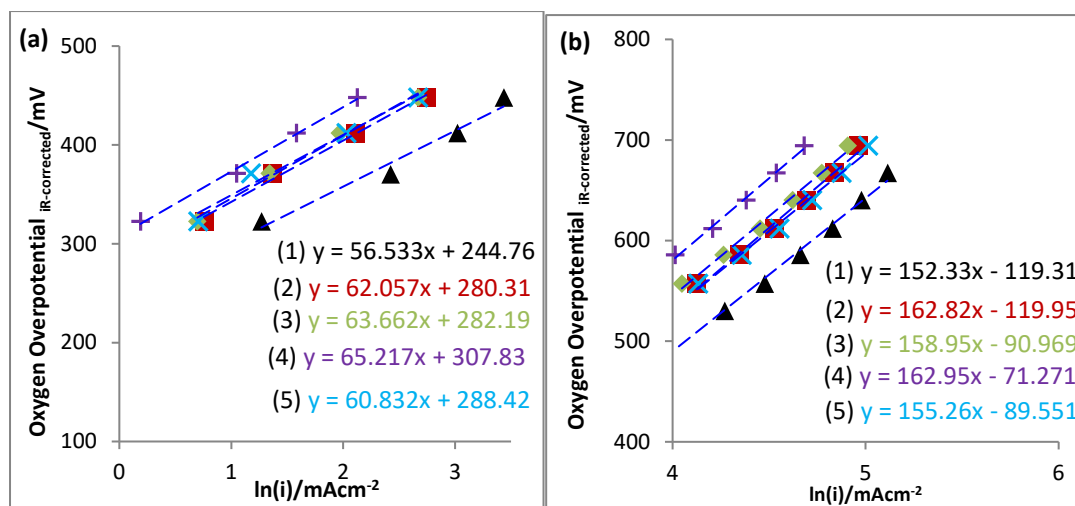 (a)
500
400
300
200
100
0
1
2
3
Oxygen Overpotential iR-corrected/mV
ln(i)/mAcm-2
(1) y = 56.533x + 244.76
(2) y = 62.057x + 280.31
(3) y = 63.662x + 282.19
(4) y = 65.217x + 307.83
(5) y = 60.832x + 288.42
(b)
800
700
600
500
400
4
5
6
Oxygen Overpotential iR-corrected/mV
ln(i)/mAcm-2
(1) y = 152.33x - 119.31
(2) y = 162.82x - 119.95
(3) y = 158.95x - 90.969
(4) y = 162.95x - 71.271
(5) y = 155.26x - 89.551